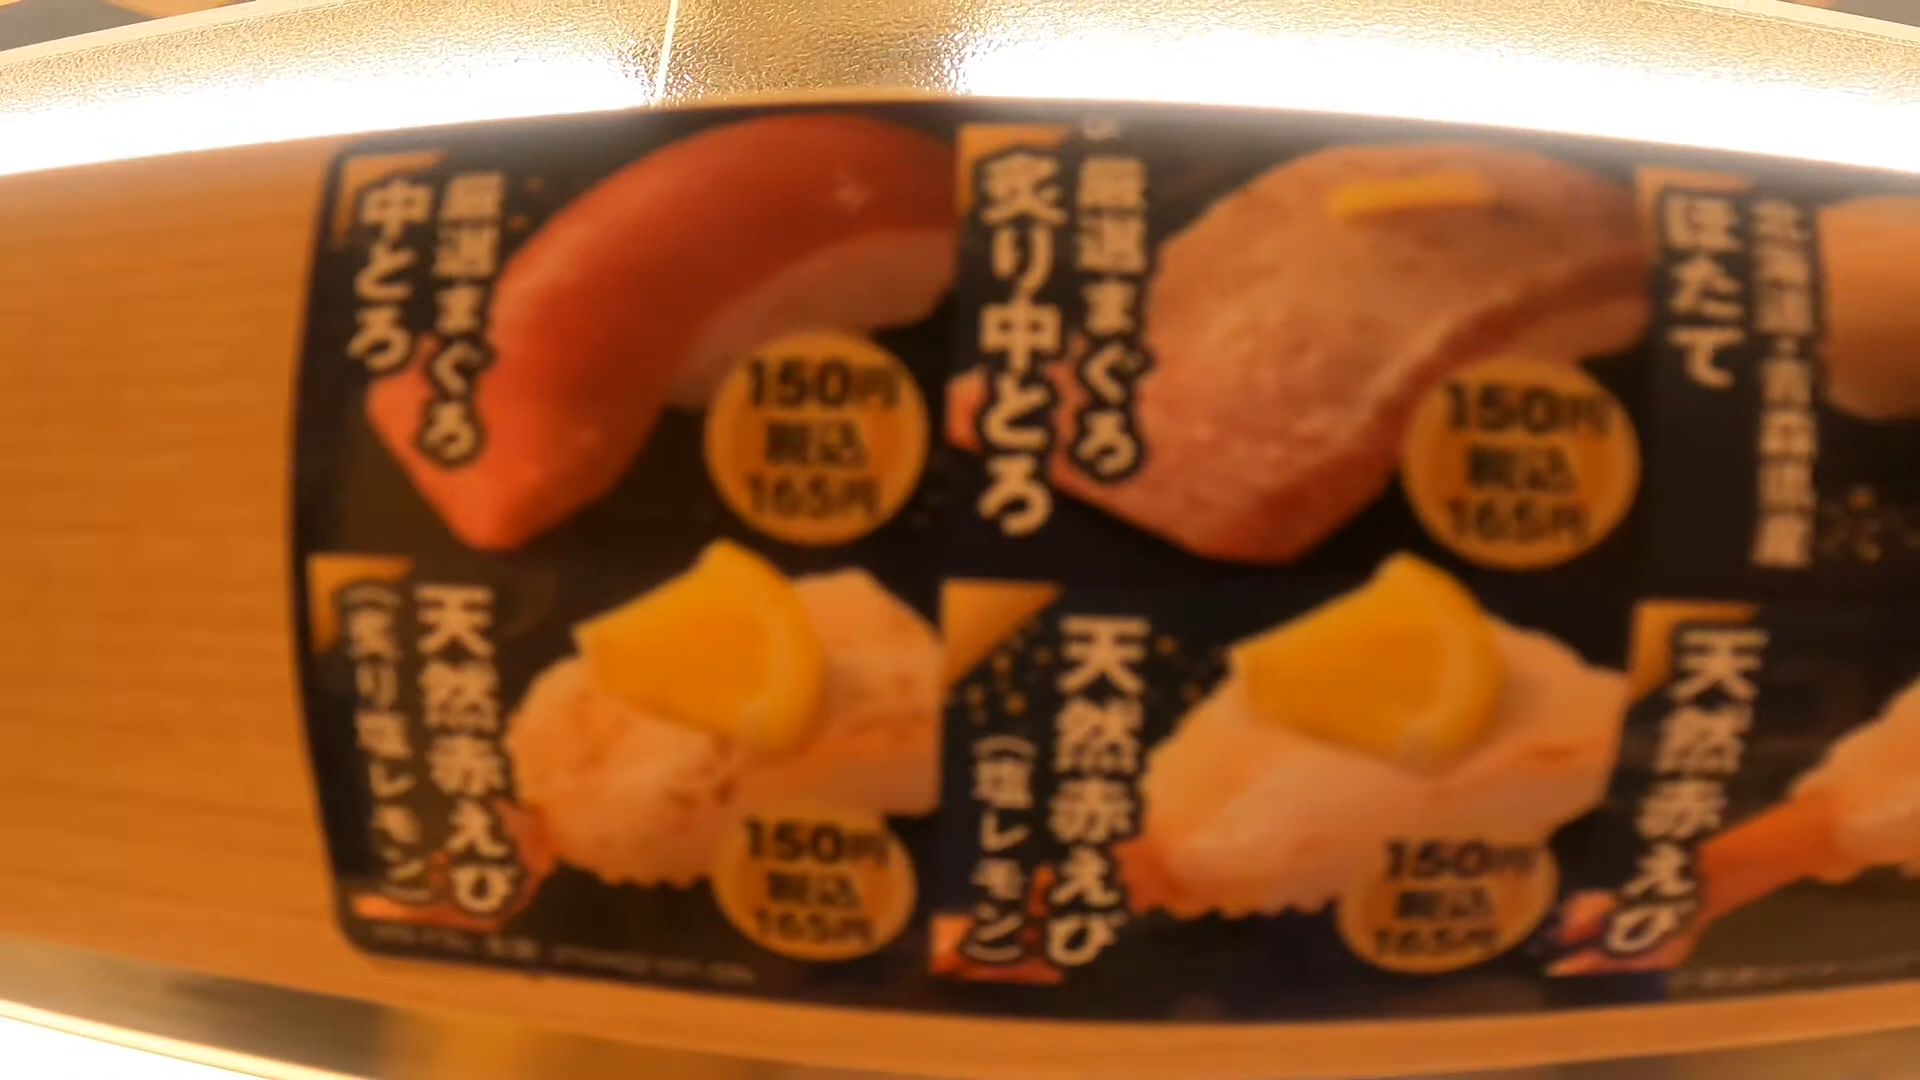 厳選まぐろ
中とろ
150円
税込
165円
厳選まぐろ
炙り中とろ
150円
税込
165円
北海道・青森県産
ほたて
天然赤えび
(炙り塩レモン)
150円
税込
165円
天然赤えび
(塩レモン)
150円
税込
165円
天然赤えび